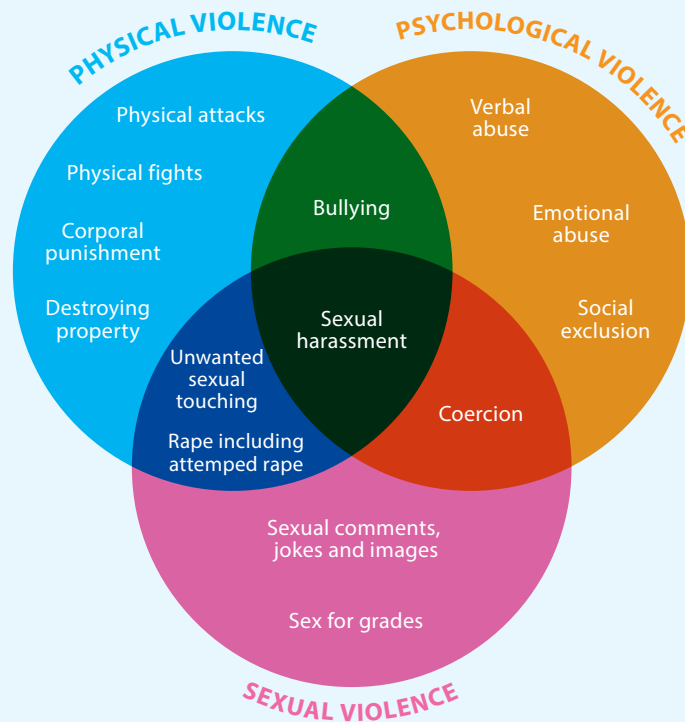 PHYSICAL VIOLENCE
PSYCHOLOGICAL VIOLENCE
Physical attacks
Physical fights
Corporal
punishment
Destroying
property
Bullying
Verbal
abuse
Emotional
abuse
Social
exclusion
Sexual
harassment
Unwanted
sexual
touching
Rape including
attemped rape
Coercion
Sexual comments,
jokes and images
Sex for grades
SEXUAL VIOLENCE